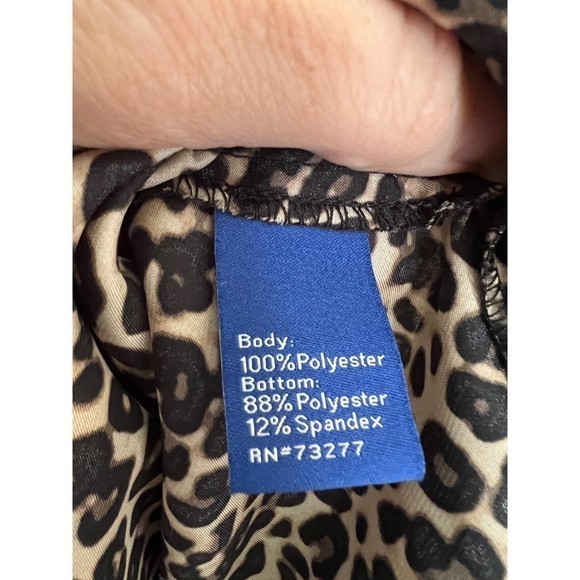 Body:
100%Polyester
Bottom:
88%Polyester
12%Spandex
RN#73277